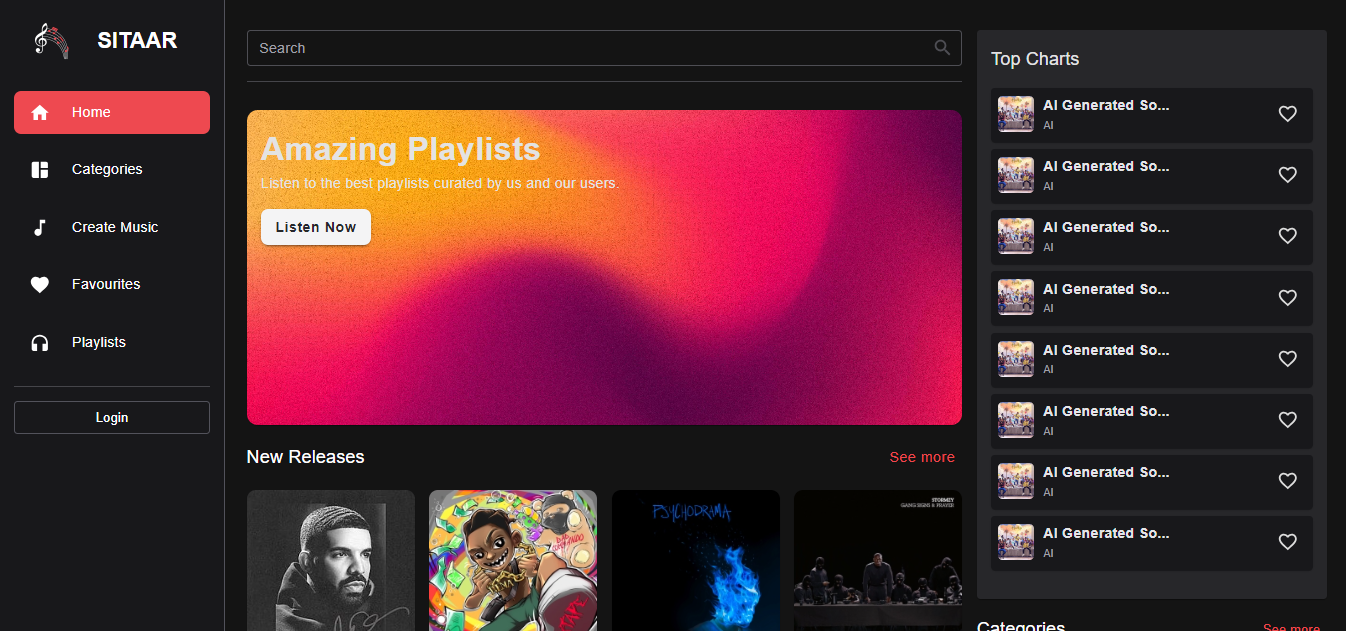 SITAAR
Home
Categories
Create Music
Favourites
Playlists
Login
Search
Amazing Playlists
Listen to the best playlists curated by us and our users.
Listen Now
New Releases
See more
PSYCHODRAMA
STORMZY
GANG SIGNS & PRAYER
TAPE
Top Charts
AI Generated So...
AI
AI Generated So...
AI
AI Generated So...
AI
AI Generated So...
AI
AI Generated So...
AI
AI Generated So...
AI
AI Generated So...
AI
AI Generated So...
AI
Categories
See more